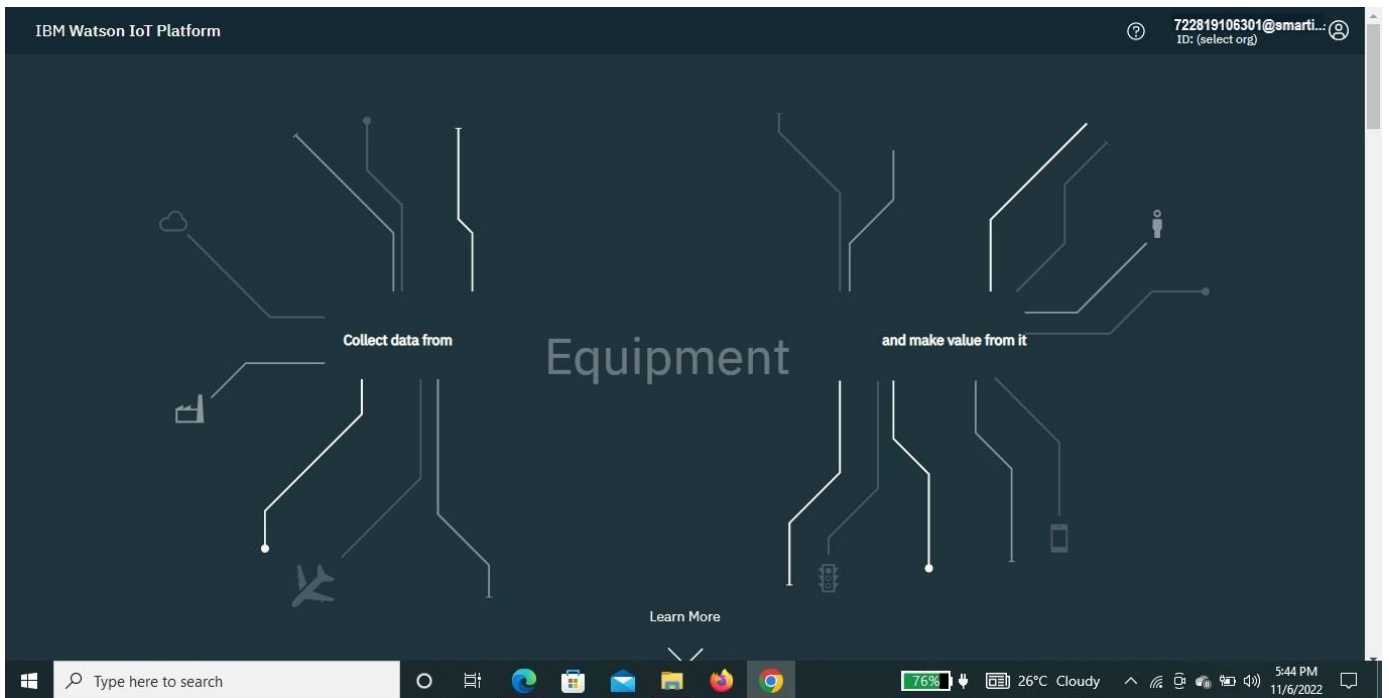 IBM Watson IoT Platform
722819106301@smarti...:
ID: (select org)
Collect data from
Equipment
and make value from it
Learn More
Type here to search
76%
26°C Cloudy
5:44 PM
11/6/2022